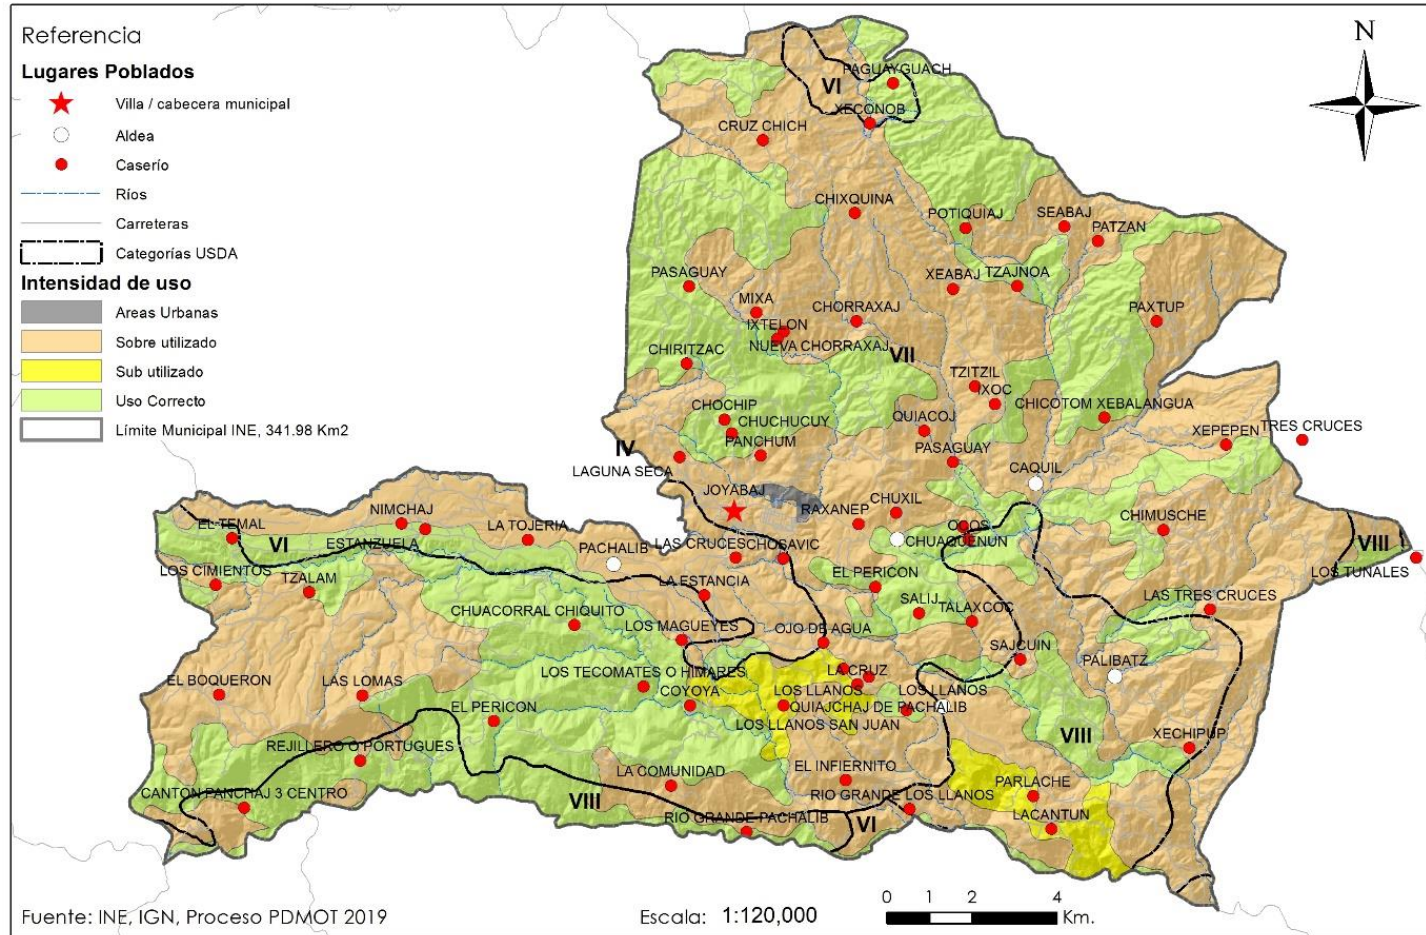 Referencia
Lugares Poblados
Villa / cabecera municipal
Aldea
Caserío
Ríos
Carreteras
Categorías USDA
Intensidad de uso
Areas Urbanas
Sobre utilizado
Sub utilizado
Uso Correcto
Límite Municipal INE, 341.98 Km2
N
VI
PAGUAYGUACH
XECONOB
CRUZ CHICH
CHIXQUINA
POTIQUIAJ
SEABAJ
PATZAN
PASAGUAY
XEABAJ
TZAJNOA
MIXA
CHORRAXAJ
PAXTUP
IXTELON
NUEVA CHORRAXAJ
VII
CHIRITZAC
TZITZIL
IXOC
CHOCHIP
CHUCHUCUY
QUIACOJ
CHICOTOM XEBALANGUA
PANCHUM
IV
LAGUNA SECA
PASAGUAY
XEPEPEN
TRES CRUCES
CAQUIL
JOYABAJ
RAXANEP
CHUXIL
OCOS
CHUAQUENUN
CHIMUSCHE
EL TEMAL
NIMCHAJ
VI
ESTANZUELA
LA TOJERIA
PACHALIB
LAS CRUCES
CHOSAVIC
VIII
LOS TUNALES
LOS CIMIENTOS
TZALAM
LA ESTANCIA
EL PERICON
LAS TRES CRUCES
CHUACORRAL CHIQUITO
LOS MAGUEYES
SALIJ
TALAXCOC
OJO DE AGUA
SAJCUIN
PALIBATZ
EL BOQUERON
LAS LOMAS
LOS TECOMATES O HIMARES
LA CRUZ
COYOYA
LOS LLANOS
LOS LLANOS
QUIAJCHAJ DE PACHALIB
EL PERICON
LOS LLANOS SAN JUAN
VIII
XECHIPUP
REJILLERO O PORTUGUES
LA COMUNIDAD
EL INFIERNITO
PARLACHE
CANTON PANCHAJ 3 CENTRO
VIII
RIO GRANDE LOS LLANOS
LACANTUN
RIO GRANDE PACHALIB
VI
Fuente: INE, IGN, Proceso PDMOT 2019
Escala: 1:120,000
0 1 2 4
Km.